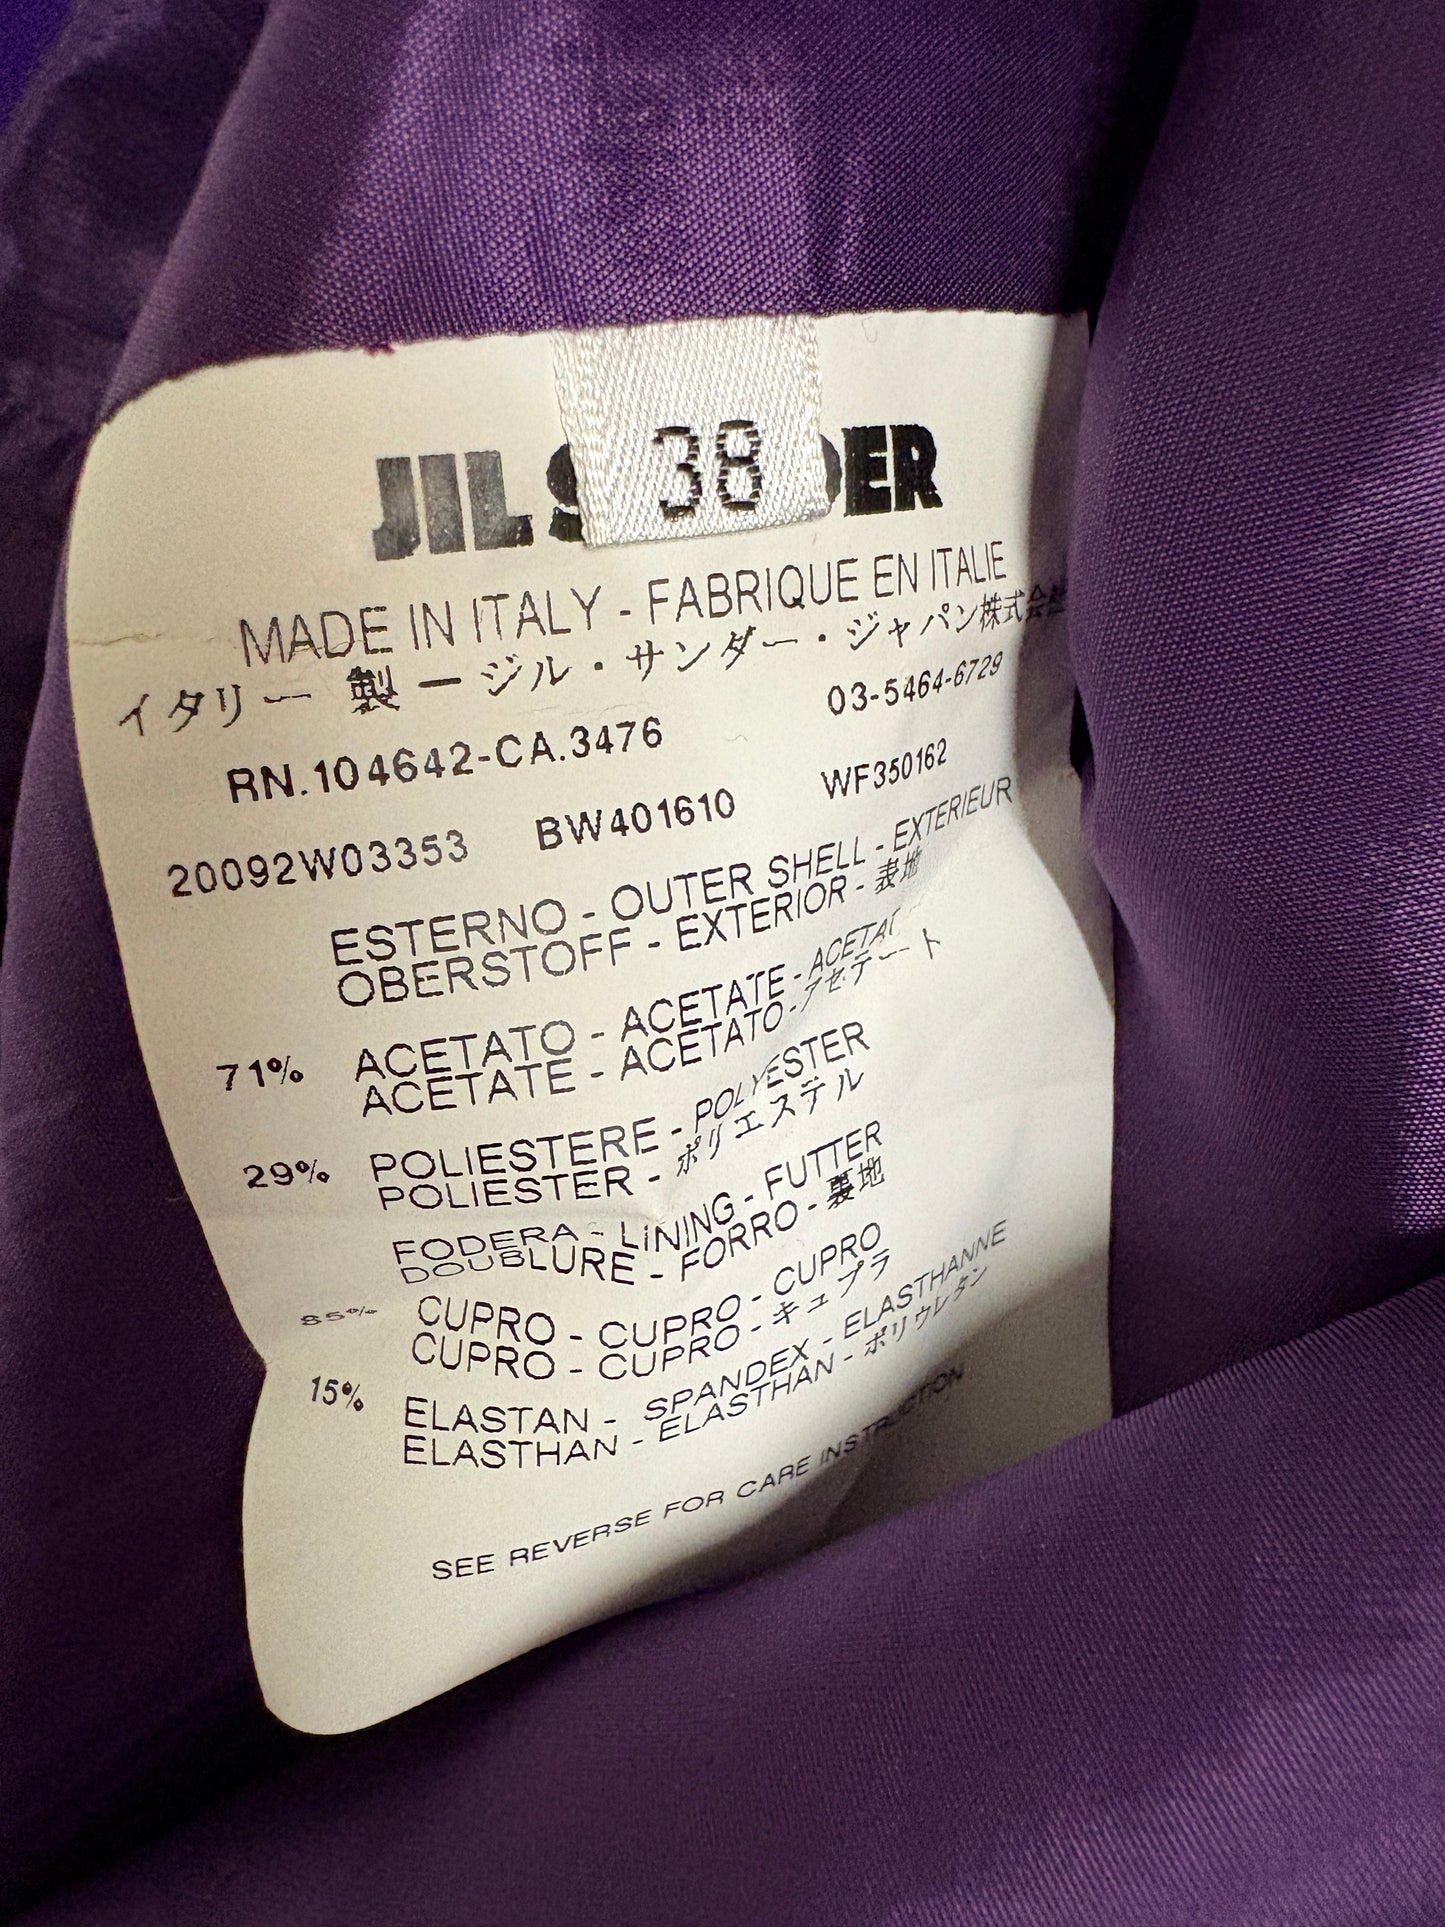 38
JIL S DER
MADE IN ITALY - FABRIQUE EN ITALIE
イタリー 製 ージル・サンダー・ジャパン株式会社
03-5464-6729
RN.104642-CA.3476
20092W03353 BW401610 WF350162
ESTERNO - OUTER SHELL - EXTERIEUR
OBERSTOFF - EXTERIOR - 表地
71% ACETATO - ACETATE - ACETAT
ACETATE - ACETATO - アセテート
29% POLIESTERE - POLYESTER
POLIESTER - ポリエステル
FODERA - LINING - FUTTER
DOUBLURE - FORRO - 裏地
85% CUPRO - CUPRO - CUPRO
CUPRO - CUPRO - キュプラ
15% ELASTAN - SPANDEX - ELASTHANNE
ELASTHAN - ELASTHAN - ポリウレタン
SEE REVERSE FOR CARE INSTRUCTION